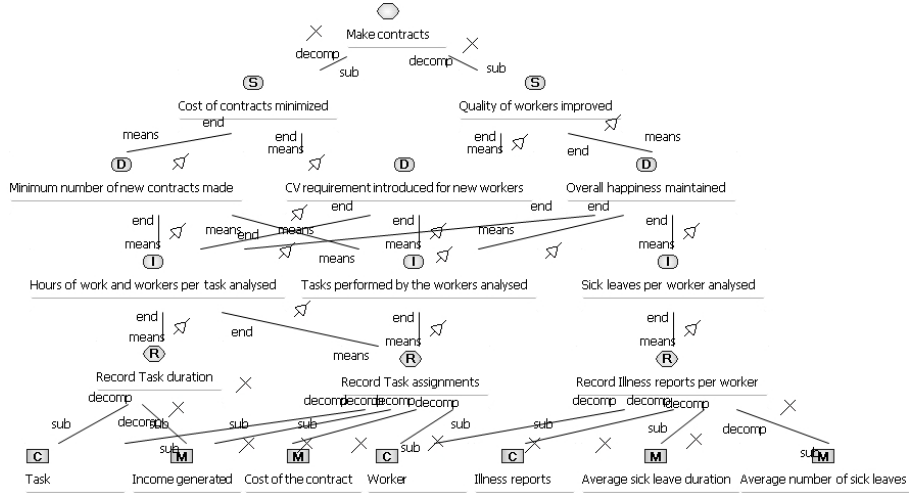 Make contracts
decomp
decomp
sub
sub
S
S
Cost of contracts minimized
Quality of workers improved
end
means
end
means
end
means
end
means
D
D
D
Minimum number of new contracts made
CV requirement introduced for new workers
Overall happiness maintained
end
end
end
end
means
end
means
end
means
end
means
means
means
means
I
I
I
Hours of work and workers per task analysed
Tasks performed by the workers analysed
Sick leaves per worker analysed
end
means
end
means
end
means
end
means
R
R
R
Record Task duration
Record Task assignments
Record Illness reports per worker
decomp
decomp
decomp
decomp
decomp
decomp
decomp
decomp
decomp
decomp
sub
sub
sub
sub
sub
sub
sub
sub
sub
C
M
M
C
C
M
M
Task
Income generated
Cost of the contract
Worker
Illness reports
Average sick leave duration
Average number of sick leaves